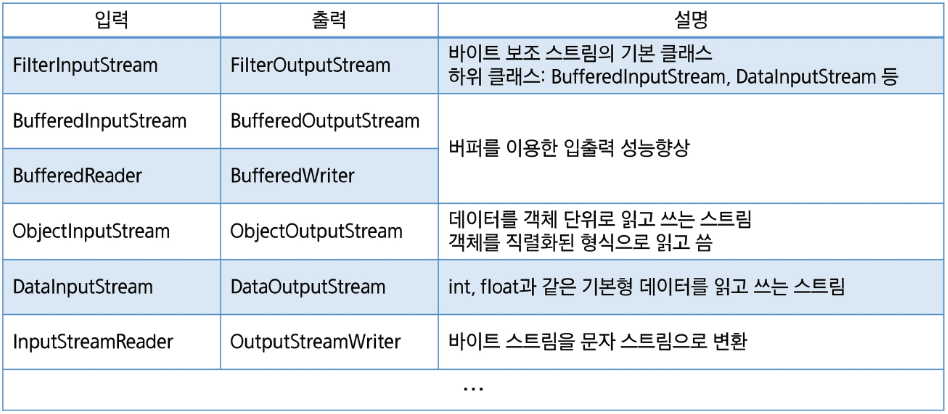 입력 출력 설명
FilterInputStream FilterOutputStream 바이트 보조 스트림의 기본 클래스
하위 클래스: BufferedInputStream, DataInputStream 등
BufferedInputStream BufferedOutputStream 버퍼를 이용한 입출력 성능향상
BufferedReader BufferedWriter
ObjectInputStream ObjectOutputStream 데이터를 객체 단위로 읽고 쓰는 스트림
객체를 직렬화된 형식으로 읽고 씀
DataInputStream DataOutputStream int, float과 같은 기본형 데이터를 읽고 쓰는 스트림
InputStreamReader OutputStreamWriter 바이트 스트림을 문자 스트림으로 변환
...